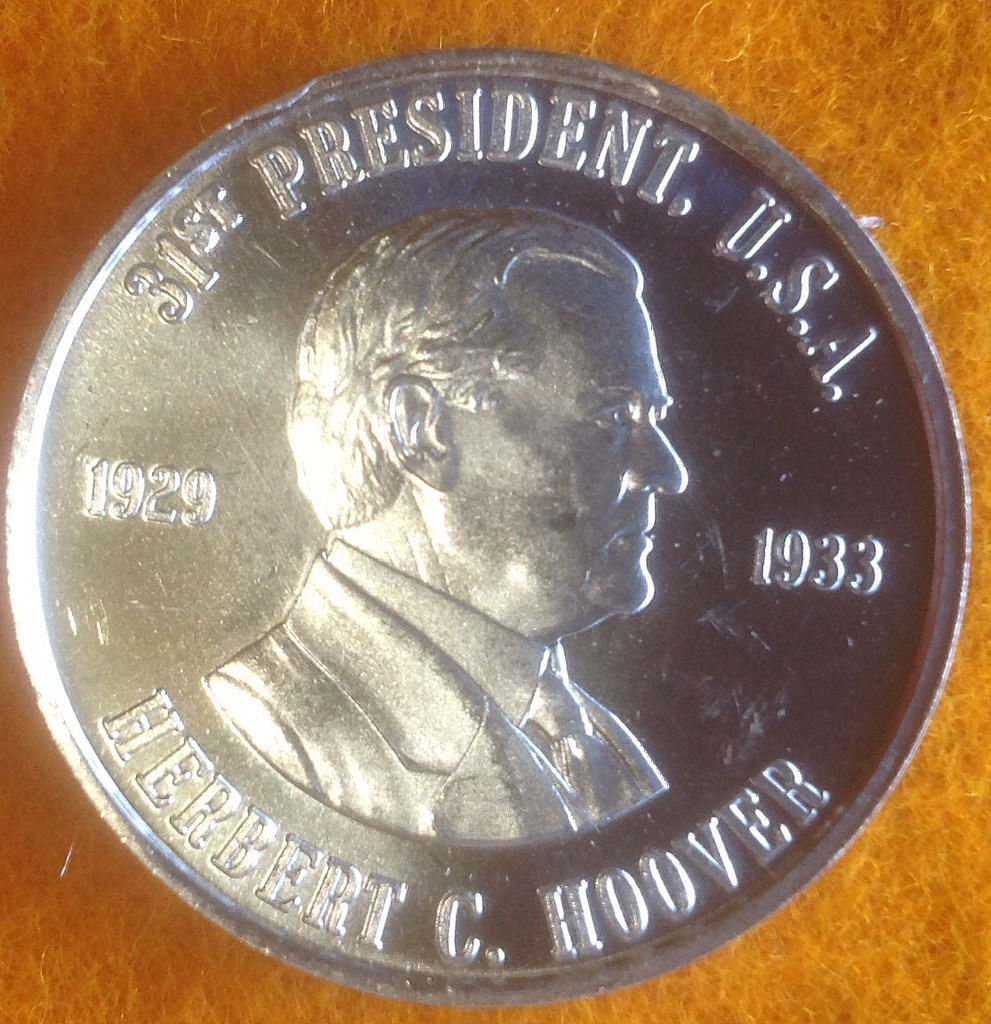 31ST PRESIDENT, U.S.A.
1929
1933
HERBERT C. HOOVER